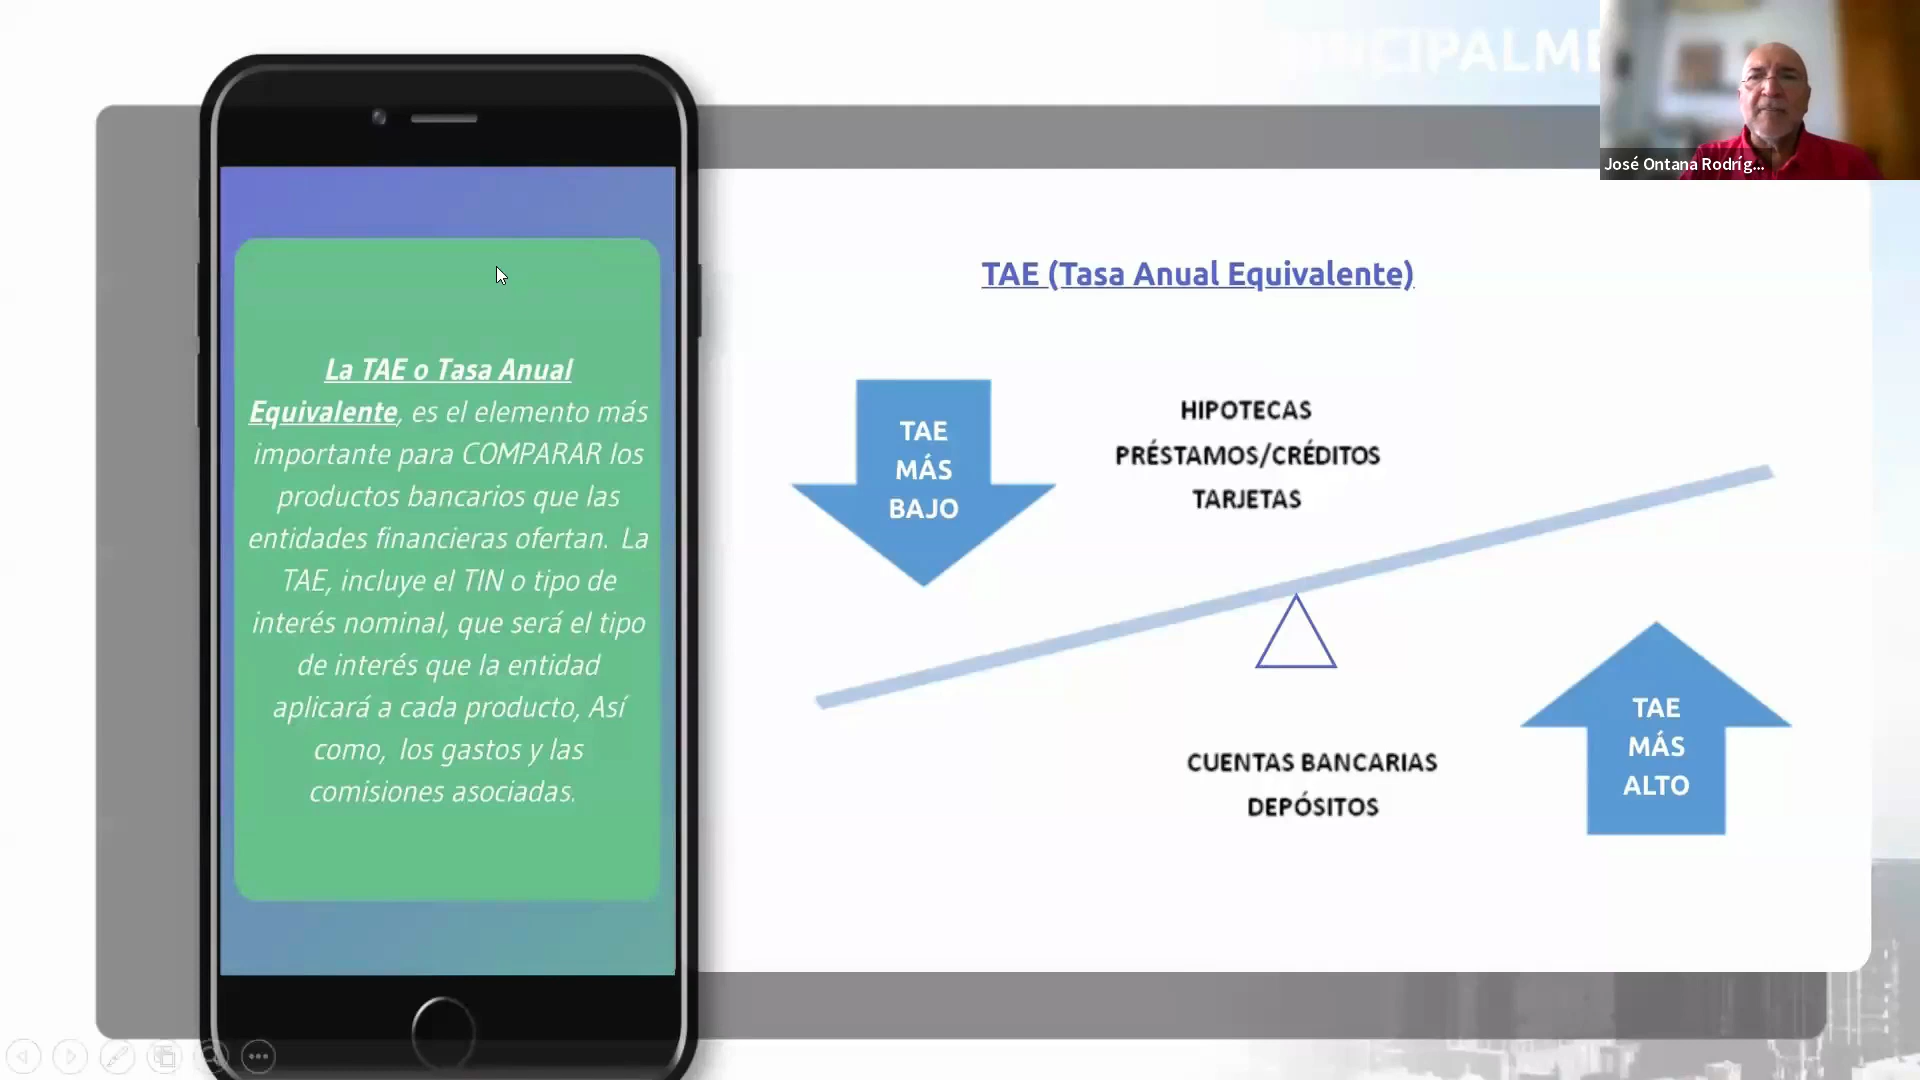 José Ontana Rodríg...
La TAE o Tasa Anual
Equivalente, es el elemento más
importante para COMPARAR los
productos bancarios que las
entidades financieras ofertan. La
TAE, incluye el TIN o tipo de
interés nominal, que será el tipo
de interés que la entidad
aplicará a cada producto, Así
como, los gastos y las
comisiones asociadas.
TAE (Tasa Anual Equivalente)
TAE
MÁS
BAJO
HIPOTECAS
PRÉSTAMOS/CRÉDITOS
TARJETAS
CUENTAS BANCARIAS
DEPÓSITOS
TAE
MÁS
ALTO